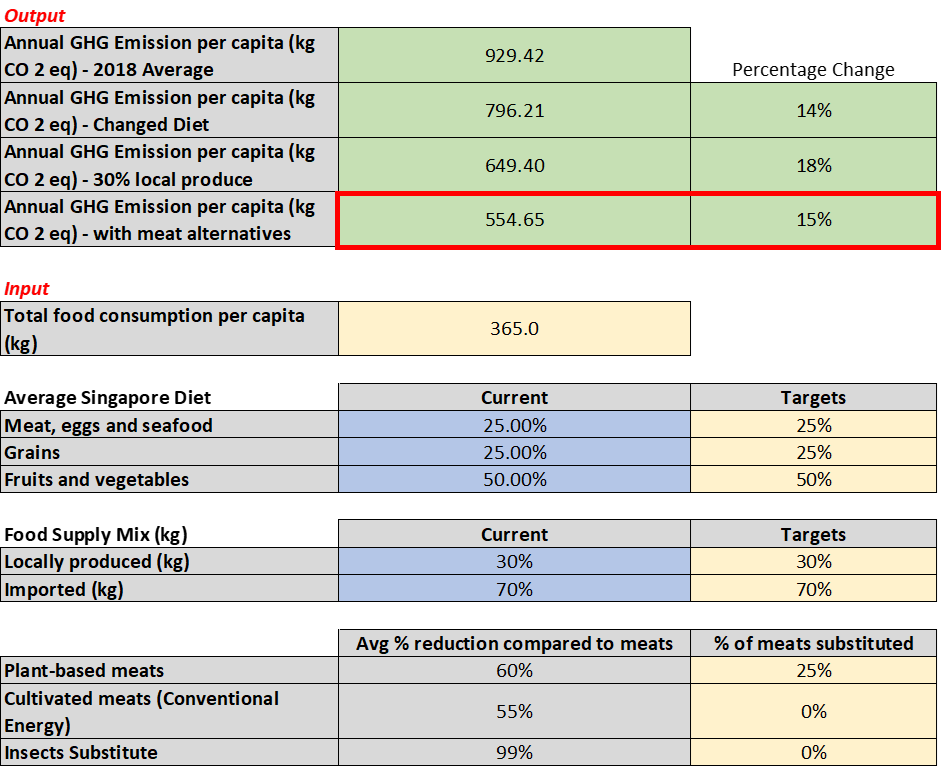 Output
Annual GHG Emission per capita (kg
CO 2 eq) - 2018 Average
929.42
Percentage Change
Annual GHG Emission per capita (kg
CO 2 eq) - Changed Diet
796.21
14%
Annual GHG Emission per capita (kg
CO 2 eq) - 30% local produce
649.40
18%
Annual GHG Emission per capita (kg
CO 2 eq) - with meat alternatives
554.65
15%
Input
Total food consumption per capita
(kg)
365.0
Average Singapore Diet
Current
Targets
Meat, eggs and seafood
25.00%
25%
Grains
25.00%
25%
Fruits and vegetables
50.00%
50%
Food Supply Mix (kg)
Current
Targets
Locally produced (kg)
30%
30%
Imported (kg)
70%
70%
Avg % reduction compared to meats
% of meats substituted
Plant-based meats
60%
25%
Cultivated meats (Conventional
Energy)
55%
0%
Insects Substitute
99%
0%